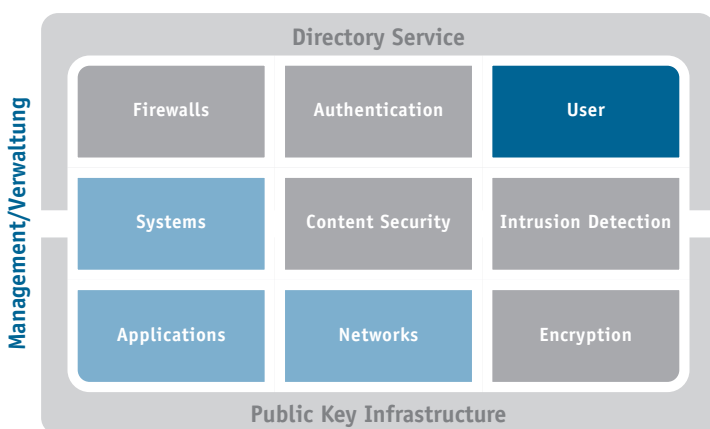 Directory Service
Management/Verwaltung
Firewalls
Authentication
User
Systems
Content Security
Intrusion Detection
Applications
Networks
Encryption
Public Key Infrastructure